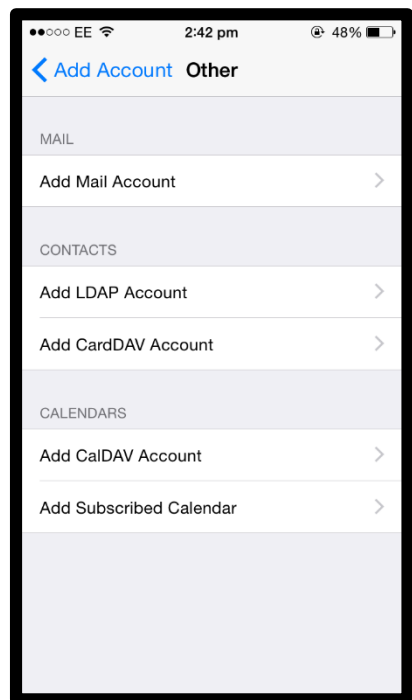 EE 2:42 pm 48%
Add Account Other
MAIL
Add Mail Account
CONTACTS
Add LDAP Account
Add CardDAV Account
CALENDARS
Add CalDAV Account
Add Subscribed Calendar